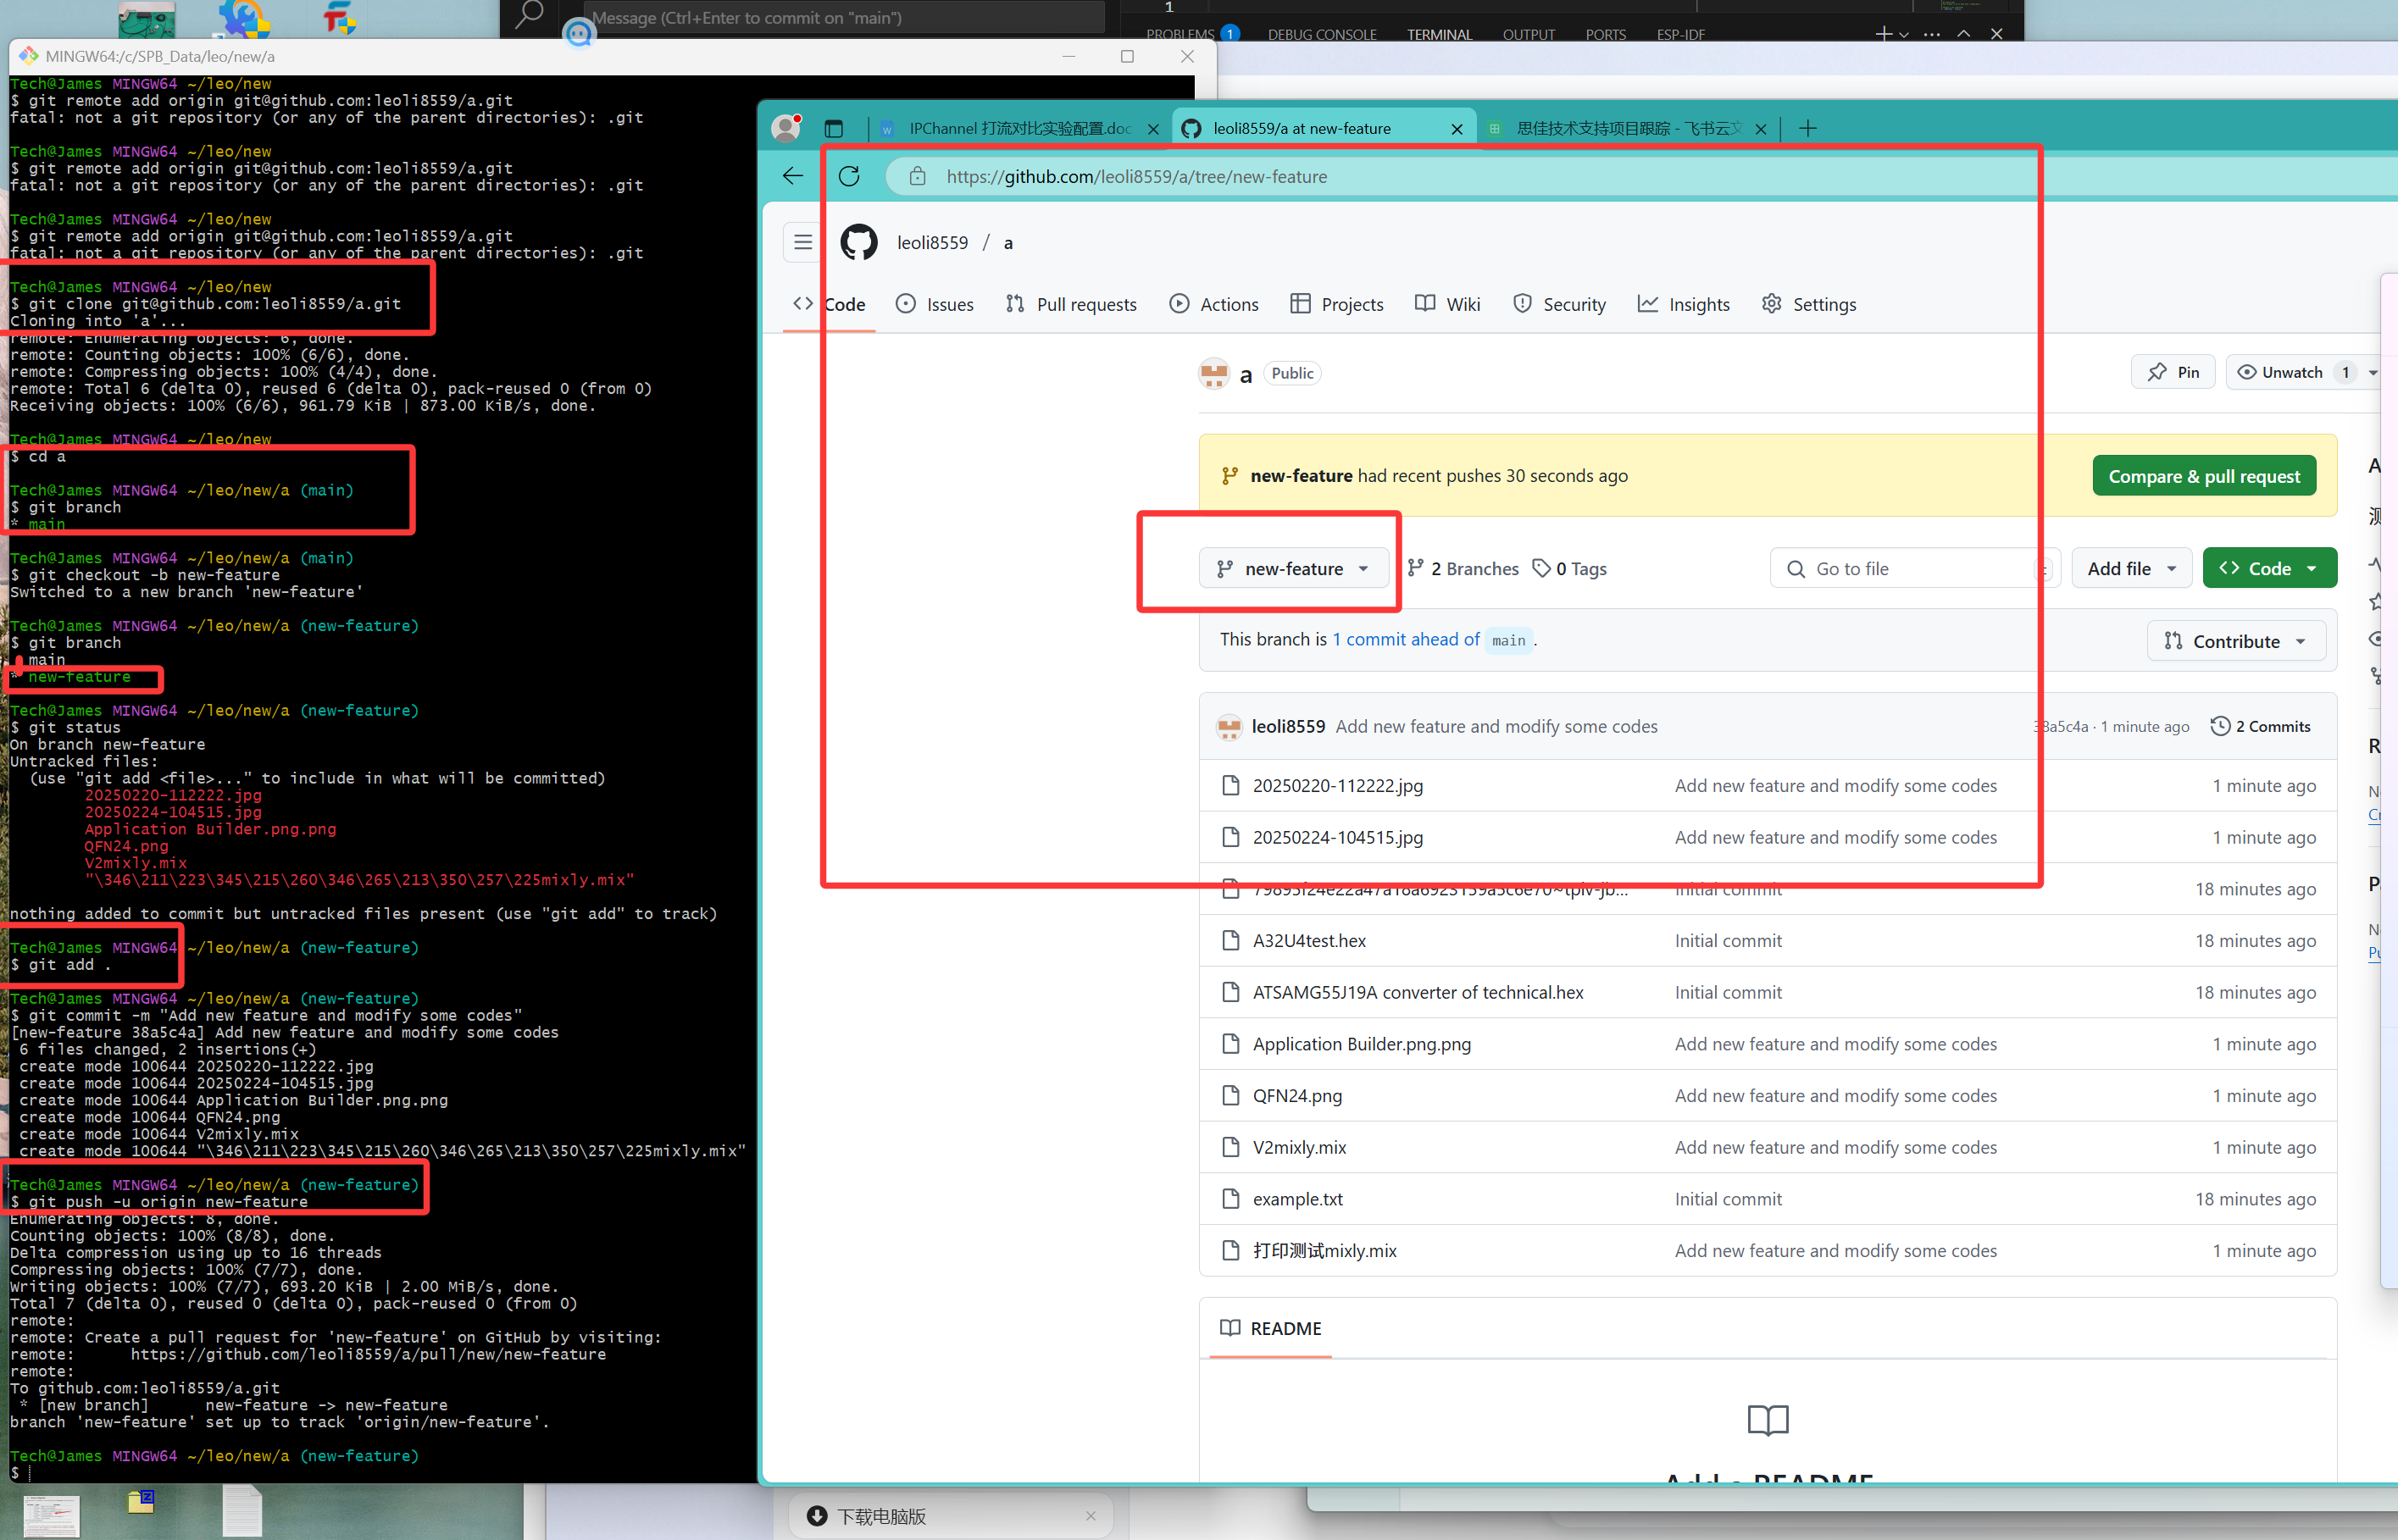 Message (Ctrl+Enter to commit on "main")
1
PROBLEMS 1 DEBUG CONSOLE TERMINAL OUTPUT PORTS ESP-IDF
MINGW64:/c/SPB_Data/leo/new/a
Tech@James MINGW64 ~/leo/new
$ git remote add origin git@github.com:leoli8559/a.git
fatal: not a git repository (or any of the parent directories): .git
Tech@James MINGW64 ~/leo/new
$ git remote add origin git@github.com:leoli8559/a.git
fatal: not a git repository (or any of the parent directories): .git
Tech@James MINGW64 ~/leo/new
$ git remote add origin git@github.com:leoli8559/a.git
fatal: not a git repository (or any of the parent directories): .git
Tech@James MINGW64 ~/leo/new
$ git clone git@github.com:leoli8559/a.git
Cloning into 'a'...
remote: Enumerating objects: 6, done.
remote: Counting objects: 100% (6/6), done.
remote: Compressing objects: 100% (4/4), done.
remote: Total 6 (delta 0), reused 6 (delta 0), pack-reused 0 (from 0)
Receiving objects: 100% (6/6), 961.79 KiB | 873.00 KiB/s, done.
Tech@James MINGW64 ~/leo/new
$ cd a
Tech@James MINGW64 ~/leo/new/a (main)
$ git branch
* main
Tech@James MINGW64 ~/leo/new/a (main)
$ git checkout -b new-feature
Switched to a new branch 'new-feature'
Tech@James MINGW64 ~/leo/new/a (new-feature)
$ git branch
main
* new-feature
Tech@James MINGW64 ~/leo/new/a (new-feature)
$ git status
On branch new-feature
Untracked files:
(use "git add <file>..." to include in what will be committed)
20250220-112222.jpg
20250224-104515.jpg
Application Builder.png.png
QFN24.png
V2mixly.mix
"\346\211\223\345\215\260\346\265\213\350\257\225mixly.mix"
nothing added to commit but untracked files present (use "git add" to track)
Tech@James MINGW64 ~/leo/new/a (new-feature)
$ git add .
Tech@James MINGW64 ~/leo/new/a (new-feature)
$ git commit -m "Add new feature and modify some codes"
[new-feature 38a5c4a] Add new feature and modify some codes
6 files changed, 2 insertions(+)
create mode 100644 20250220-112222.jpg
create mode 100644 20250224-104515.jpg
create mode 100644 Application Builder.png.png
create mode 100644 QFN24.png
create mode 100644 V2mixly.mix
create mode 100644 "\346\211\223\345\215\260\346\265\213\350\257\225mixly.mix"
Tech@James MINGW64 ~/leo/new/a (new-feature)
$ git push -u origin new-feature
Enumerating objects: 8, done.
Counting objects: 100% (8/8), done.
Delta compression using up to 16 threads
Compressing objects: 100% (7/7), done.
Writing objects: 100% (7/7), 693.20 KiB | 2.00 MiB/s, done.
Total 7 (delta 0), reused 0 (delta 0), pack-reused 0 (from 0)
remote:
remote: Create a pull request for 'new-feature' on GitHub by visiting:
remote: https://github.com/leoli8559/a/pull/new/new-feature
remote:
To github.com:leoli8559/a.git
* [new branch] new-feature -> new-feature
branch 'new-feature' set up to track 'origin/new-feature'.
Tech@James MINGW64 ~/leo/new/a (new-feature)
$
IPChannel 打流对比实验配置.doc leoli8559/a at new-feature 思佳技术支持项目跟踪 - 飞书云文
https://github.com/leoli8559/a/tree/new-feature
leoli8559 / a
Code Issues Pull requests Actions Projects Wiki Security Insights Settings
a Public Pin Unwatch 1
new-feature had recent pushes 30 seconds ago Compare & pull request
new-feature 2 Branches 0 Tags Go to file Add file Code
This branch is 1 commit ahead of main . Contribute
leoli8559 Add new feature and modify some codes 38a5c4a · 1 minute ago 2 Commits
20250220-112222.jpg Add new feature and modify some codes 1 minute ago
20250224-104515.jpg Add new feature and modify some codes 1 minute ago
Initial commit 18 minutes ago
A32U4test.hex Initial commit 18 minutes ago
ATSAMG55J19A converter of technical.hex Initial commit 18 minutes ago
Application Builder.png.png Add new feature and modify some codes 1 minute ago
QFN24.png Add new feature and modify some codes 1 minute ago
V2mixly.mix Add new feature and modify some codes 1 minute ago
example.txt Initial commit 18 minutes ago
打印测试mixly.mix Add new feature and modify some codes 1 minute ago
README
Add a README
下载电脑版